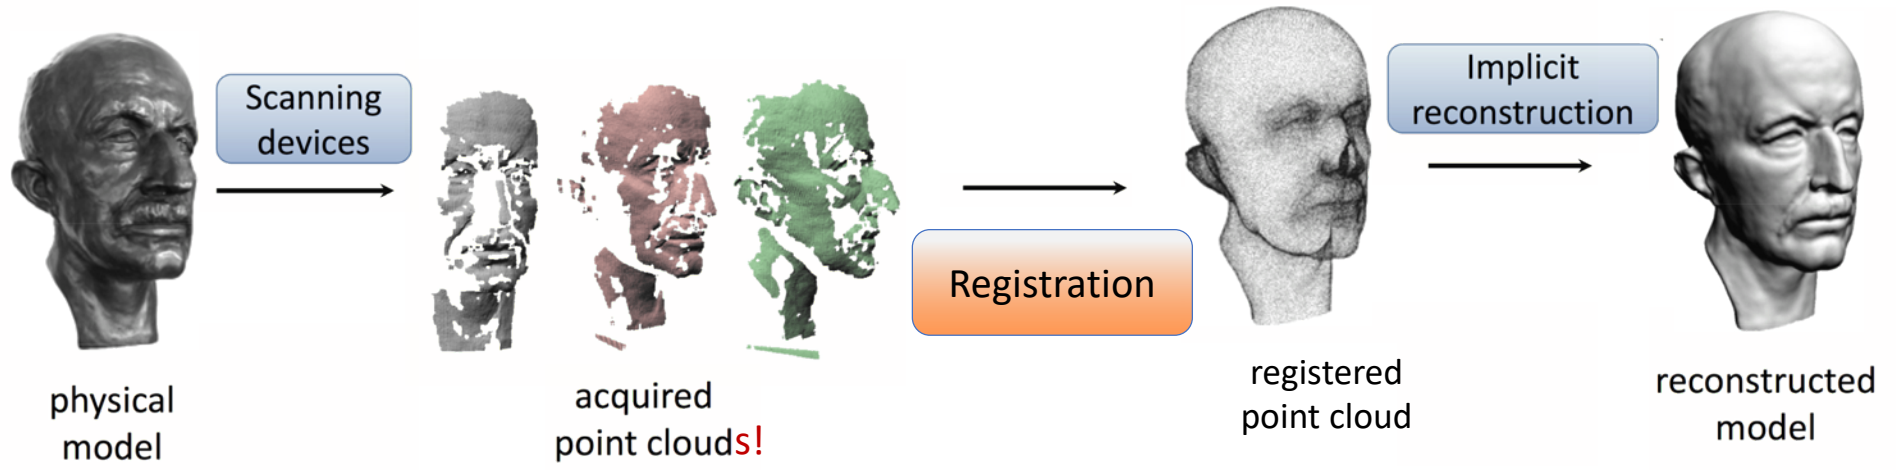 Scanning
devices
physical
model
acquired
point clouds!
Registration
registered
point cloud
Implicit
reconstruction
reconstructed
model